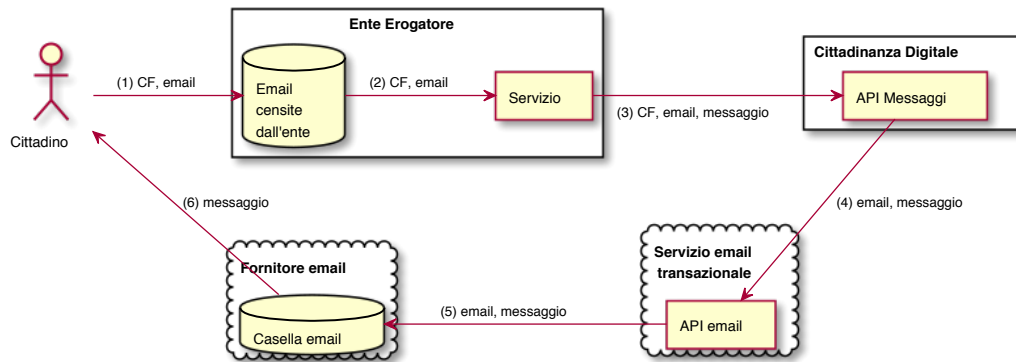 Ente Erogatore
Cittadinanza Digitale
(1) CF, email
(2) CF, email
Email
censite
dall'ente
Servizio
API Messaggi
(3) CF, email, messaggio
Cittadino
(6) messaggio
(4) email, messaggio
Fornitore email
Servizio email
transazionale
(5) email, messaggio
API email
Casella email